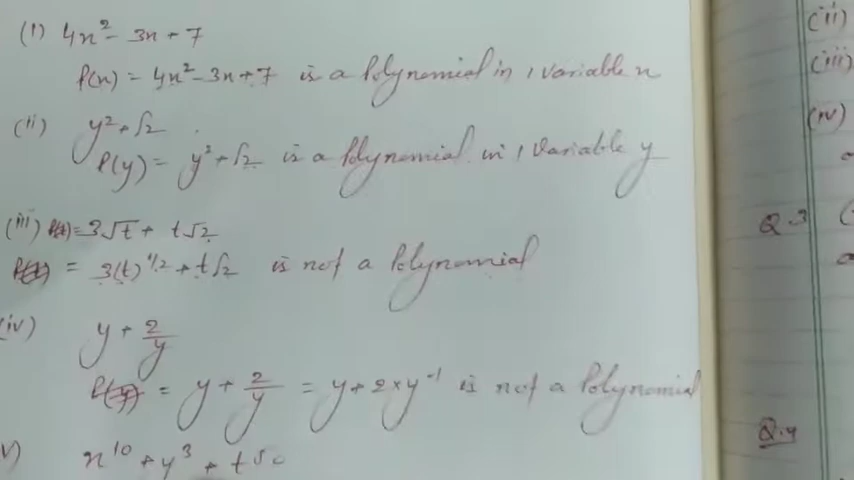 (i) 4x² - 3x + 7
P(x) = 4x² - 3x + 7 is a Polynomial in 1 variable x
(ii) y² + √2
P(y) = y² + √2 is a Polynomial in 1 variable y
(iii) = 3√t + t√2
= 3(t)^1/2 + t√2 is not a Polynomial
(iv) y + 2/y
= y + 2/y = y + 2 × y⁻¹ is not a Polynomial
v) x¹⁰ + y³ + t
(ii)
(iii)
(iv)
Q.3
Q.4